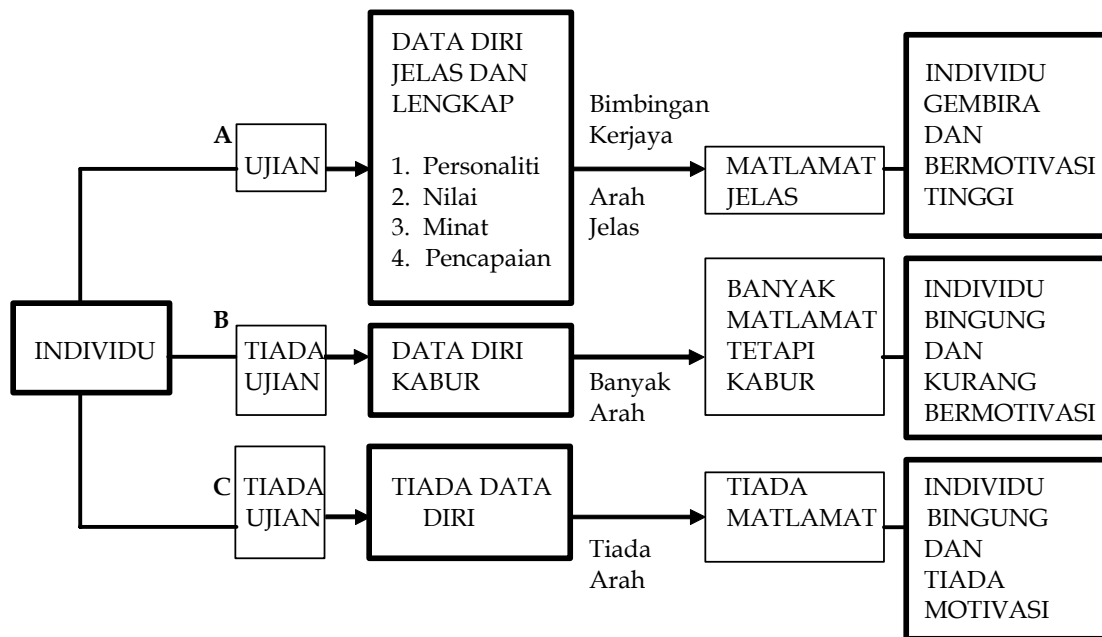 INDIVIDU
A
UJIAN
DATA DIRI
JELAS DAN
LENGKAP
1. Personaliti
2. Nilai
3. Minat
4. Pencapaian
Bimbingan
Kerjaya
Arah
Jelas
MATLAMAT
JELAS
INDIVIDU
GEMBIRA
DAN
BERMOTIVASI
TINGGI
B
TIADA
UJIAN
DATA DIRI
KABUR
Banyak
Arah
BANYAK
MATLAMAT
TETAPI
KABUR
INDIVIDU
BINGUNG
DAN
KURANG
BERMOTIVASI
C
TIADA
UJIAN
TIADA DATA
DIRI
Tiada
Arah
TIADA
MATLAMAT
INDIVIDU
BINGUNG
DAN
TIADA
MOTIVASI